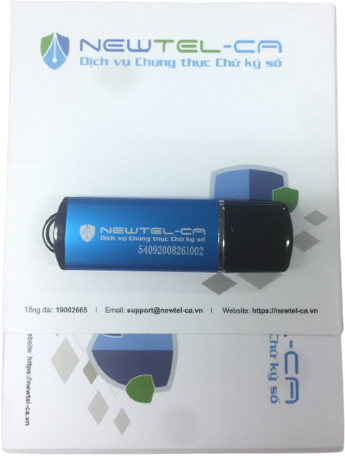 NEWTEL-CA
Dịch vụ Chứng thực Chữ ký số
NEWTEL-CA
Dịch vụ Chứng thực Chữ ký số
54092008261002
Tổng đài: 19002665 | Email: support@newtel-ca.vn | Website: https://newtel-ca.vn
ebsite: https://newtel-ca.vn
-CA
Chữ ký số